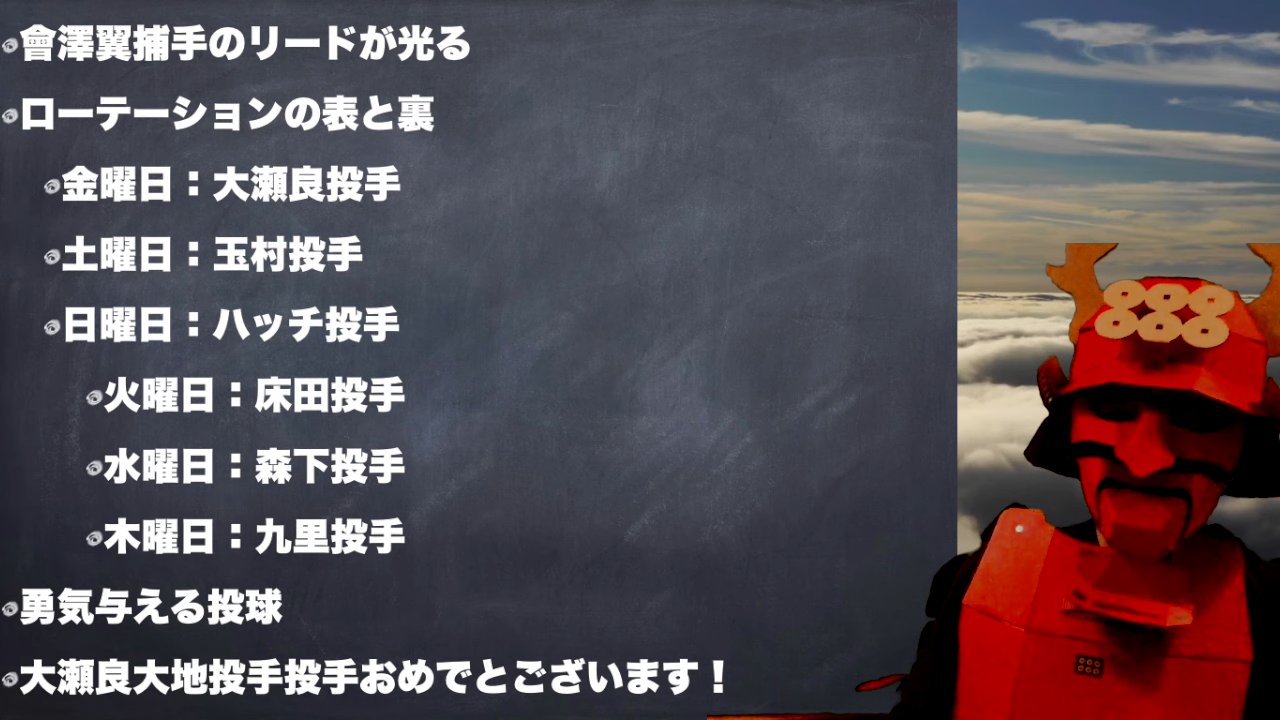 會澤翼捕手のリードが光る
ローテーションの表と裏
金曜日：大瀬良投手
土曜日：玉村投手
日曜日：ハッチ投手
火曜日：床田投手
水曜日：森下投手
木曜日：九里投手
勇気与える投球
大瀬良大地投手投手おめでとございます！